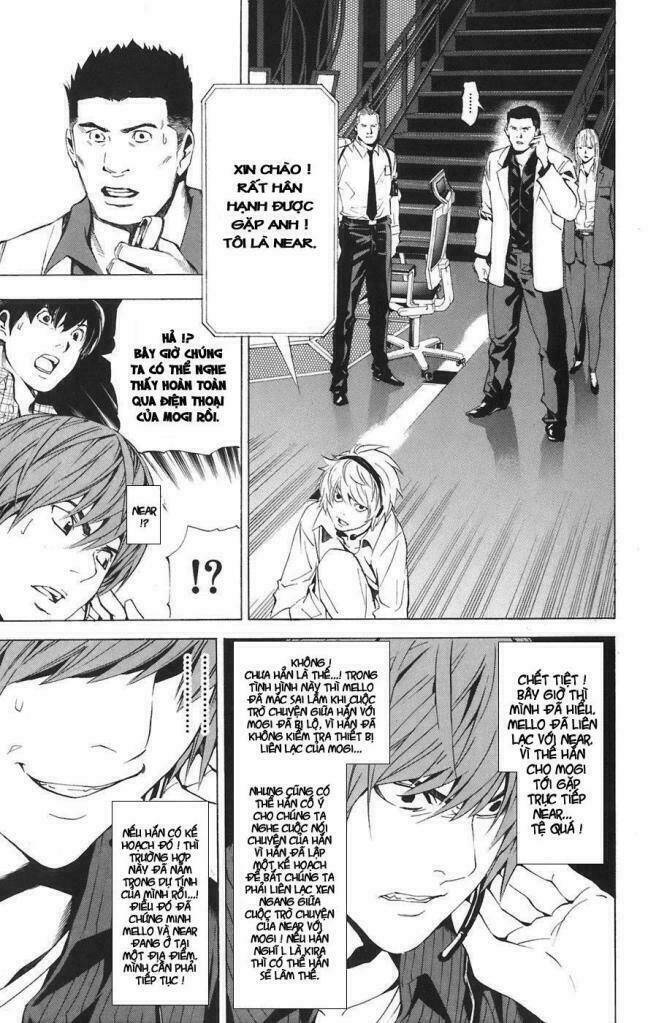 ......
XIN CHÀO !
RẤT HÂN
HẠNH ĐƯỢC
GẶP ANH !
TÔI LÀ NEAR.
HẢ !?
BÂY GIỜ CHÚNG
TA CÓ THỂ NGHE
THẤY HOÀN TOÀN
QUA ĐIỆN THOẠI
CỦA MOGI RỒI.
NEAR
!?
!?
CHẾT TIỆT !
BÂY GIỜ THÌ
MÌNH ĐÃ HIỂU.
MELLO ĐÃ LIÊN
LẠC VỚI NEAR,
VÌ THẾ HẮN
CHO MOGI
TỚI GẶP
TRỰC TIẾP
NEAR...
TỆ QUÁ !
KHÔNG !
CHƯA HẲN LÀ THẾ...! TRONG
TÌNH HÌNH NÀY THÌ MELLO
ĐÃ MẮC SAI LẦM KHI CUỘC
TRÒ CHUYỆN GIỮA HẮN VỚI
MOGI ĐÃ BỊ LỘ, VÌ HẮN ĐÃ
KHÔNG KIỂM TRA THIẾT BỊ
LIÊN LẠC CỦA MOGI...
NHƯNG CŨNG CÓ
THỂ HẮN CỐ Ý
CHO CHÚNG TA
NGHE CUỘC NÓI
CHUYỆN CỦA HẮN
VÌ HẮN ĐÃ LẬP
MỘT KẾ HOẠCH
ĐỂ BẮT CHÚNG TA
PHẢI LIÊN LẠC XEN
NGANG GIỮA
CUỘC TRÒ CHUYỆN
CỦA NEAR VỚI
MOGI ! NẾU HẮN
NGHĨ L LÀ KIRA
THÌ CÓ THỂ HẮN
SẼ LÀM THẾ.
............
NẾU HẮN CÓ KẾ
HOẠCH ĐÓ ! THÌ
TRƯỜNG HỢP
NÀY ĐÃ NẰM
TRONG DỰ TÍNH
CỦA MÌNH RỒI...!
ĐIỀU ĐÓ ĐÃ
CHỨNG MINH
MELLO VÀ NEAR
ĐANG Ở TẠI
MỘT ĐỊA ĐIỂM.
MÌNH CẦN PHẢI
TIẾP TỤC !